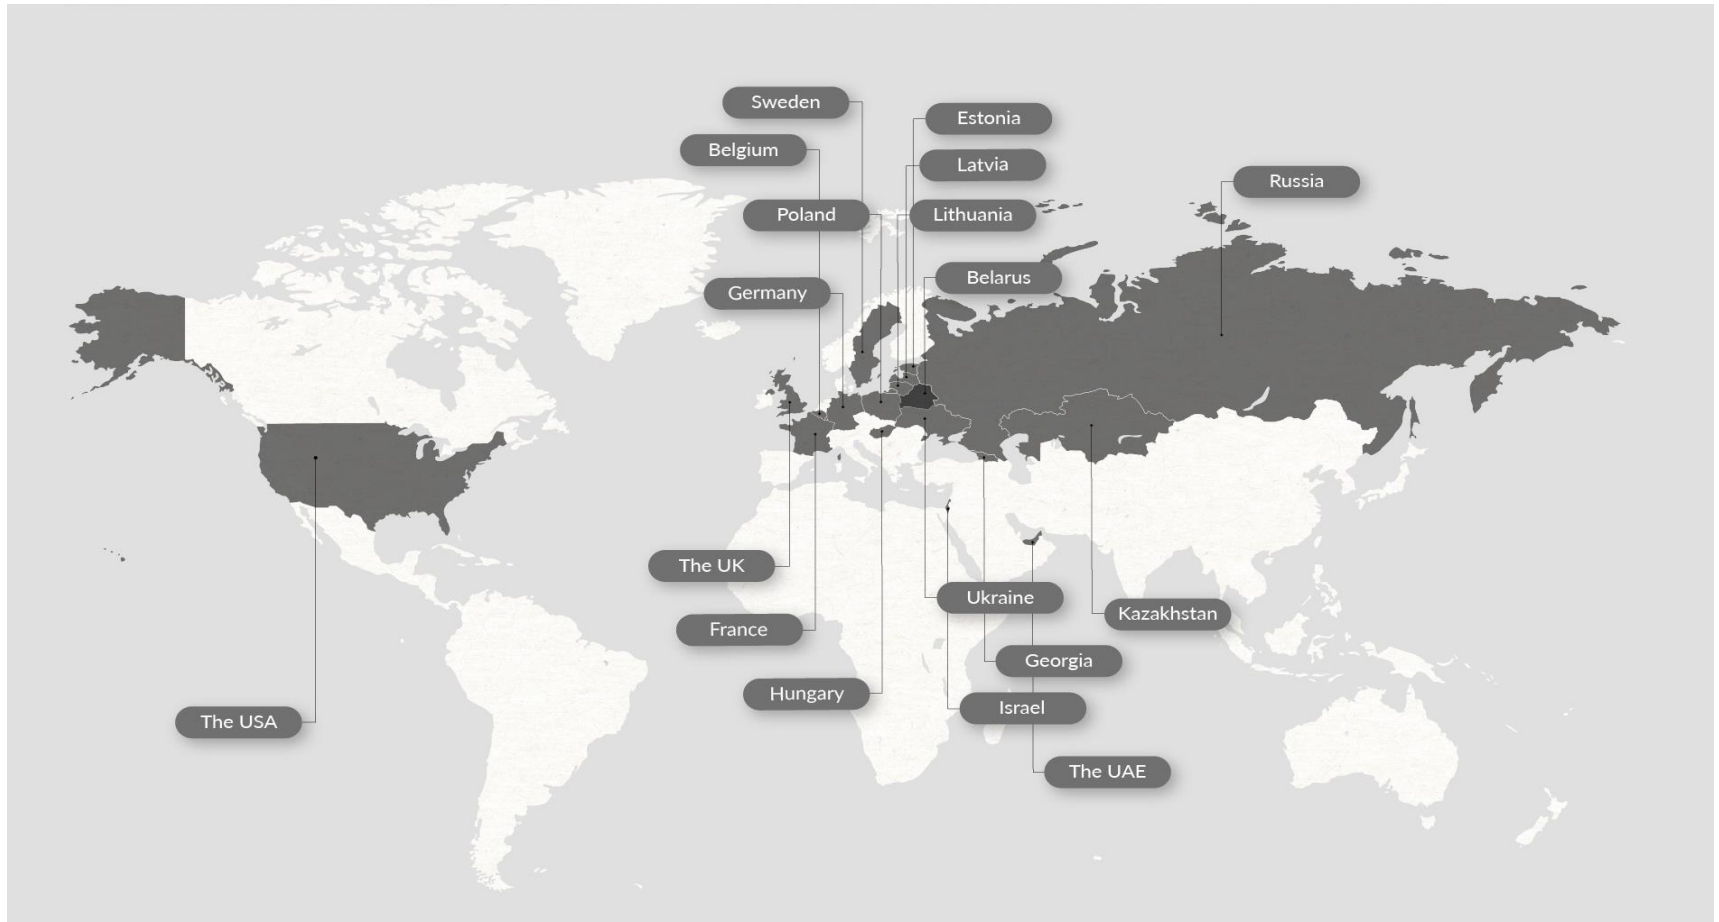 Sweden
Estonia
Belgium
Latvia
Russia
Poland
Lithuania
Belarus
Germany
The UK
Ukraine
Kazakhstan
France
Georgia
Hungary
Israel
The USA
The UAE